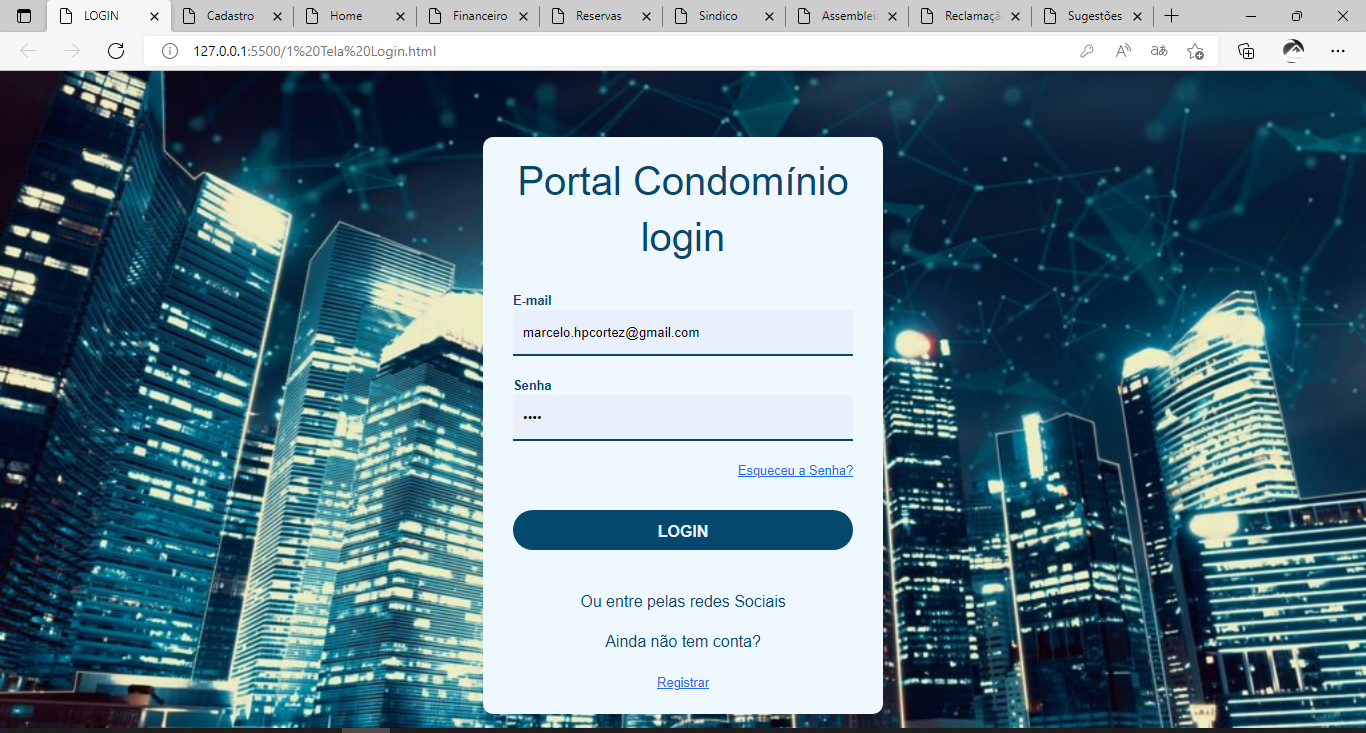 LOGIN
Cadastro
Home
Financeiro
Reservas
Sindico
Assembleia
Reclamaçã
Sugestões
127.0.0.1:5500/1%20Tela%20Login.html
Portal Condomínio
login
E-mail
marcelo.hpcortez@gmail.com
Senha
••••
Esqueceu a Senha?
LOGIN
Ou entre pelas redes Sociais
Ainda não tem conta?
Registrar